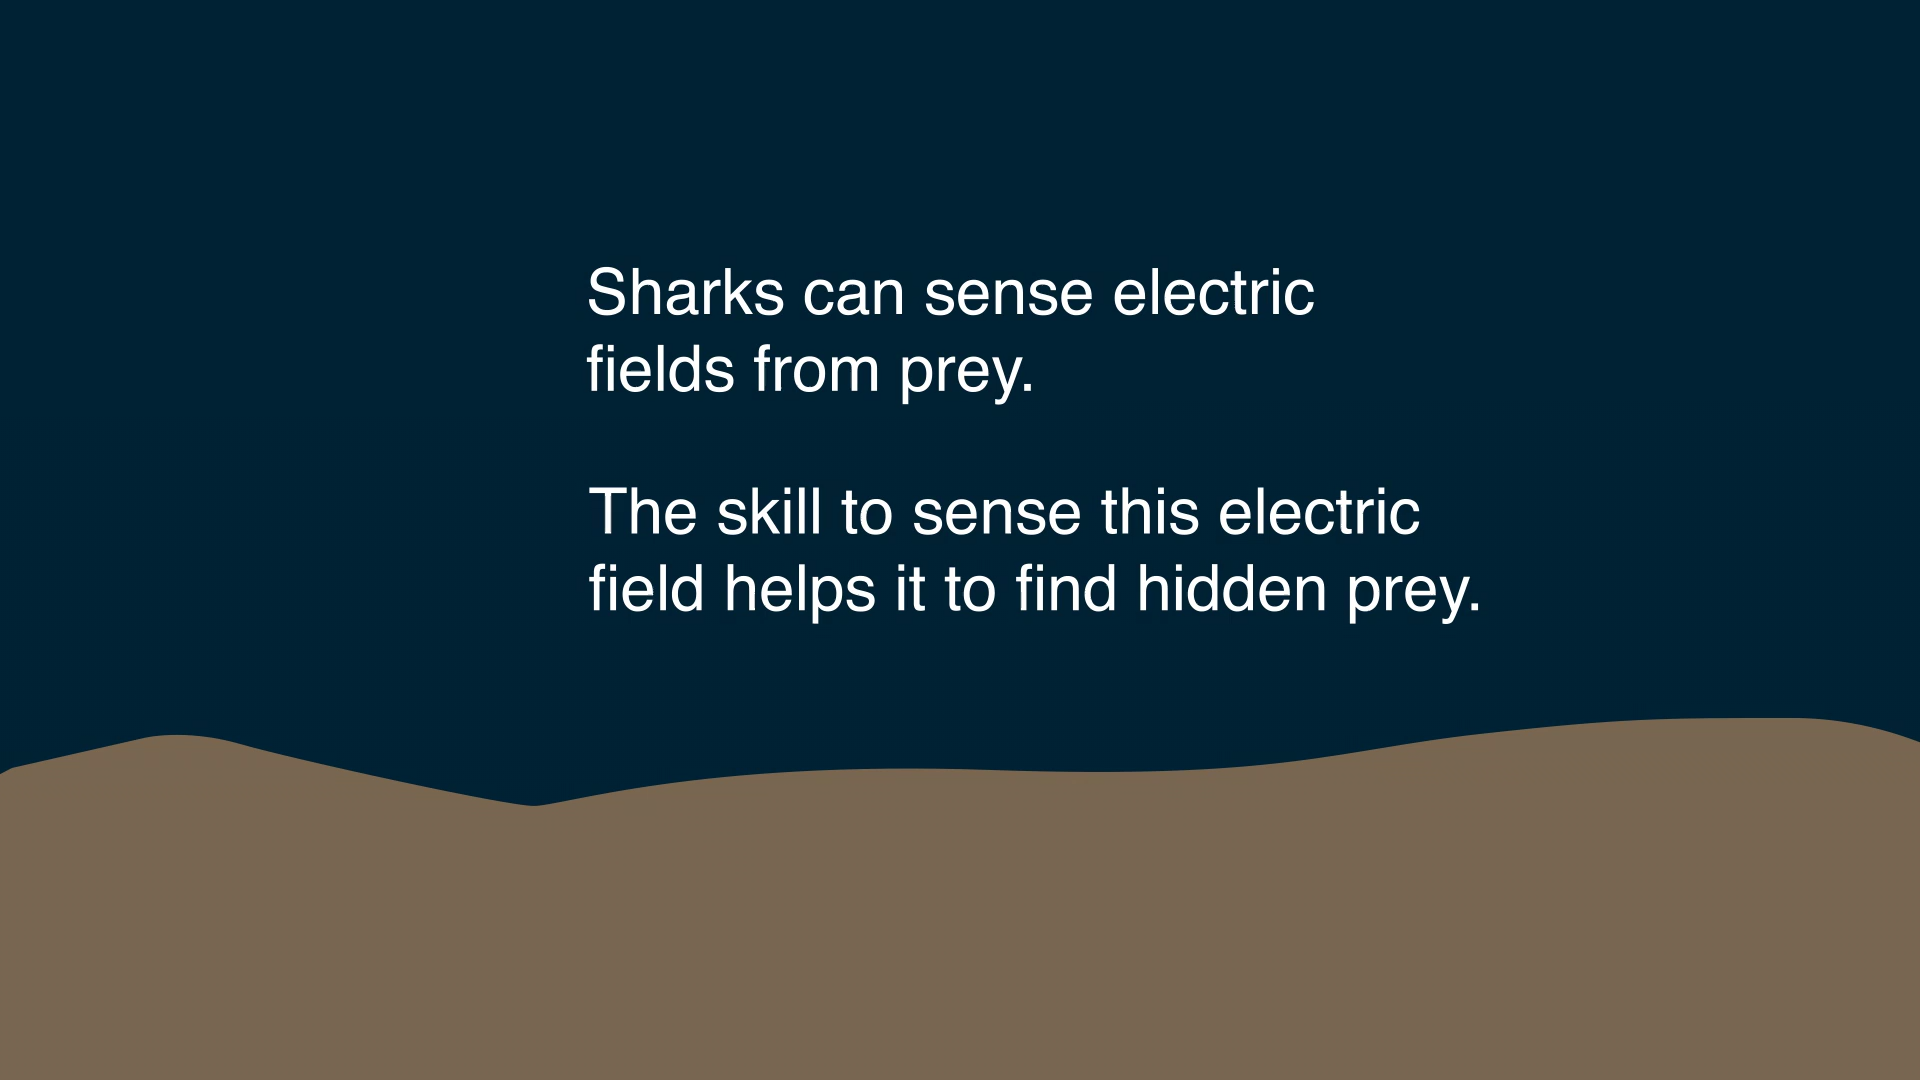 Sharks can sense electric
fields from prey.
The skill to sense this electric
field helps it to find hidden prey.